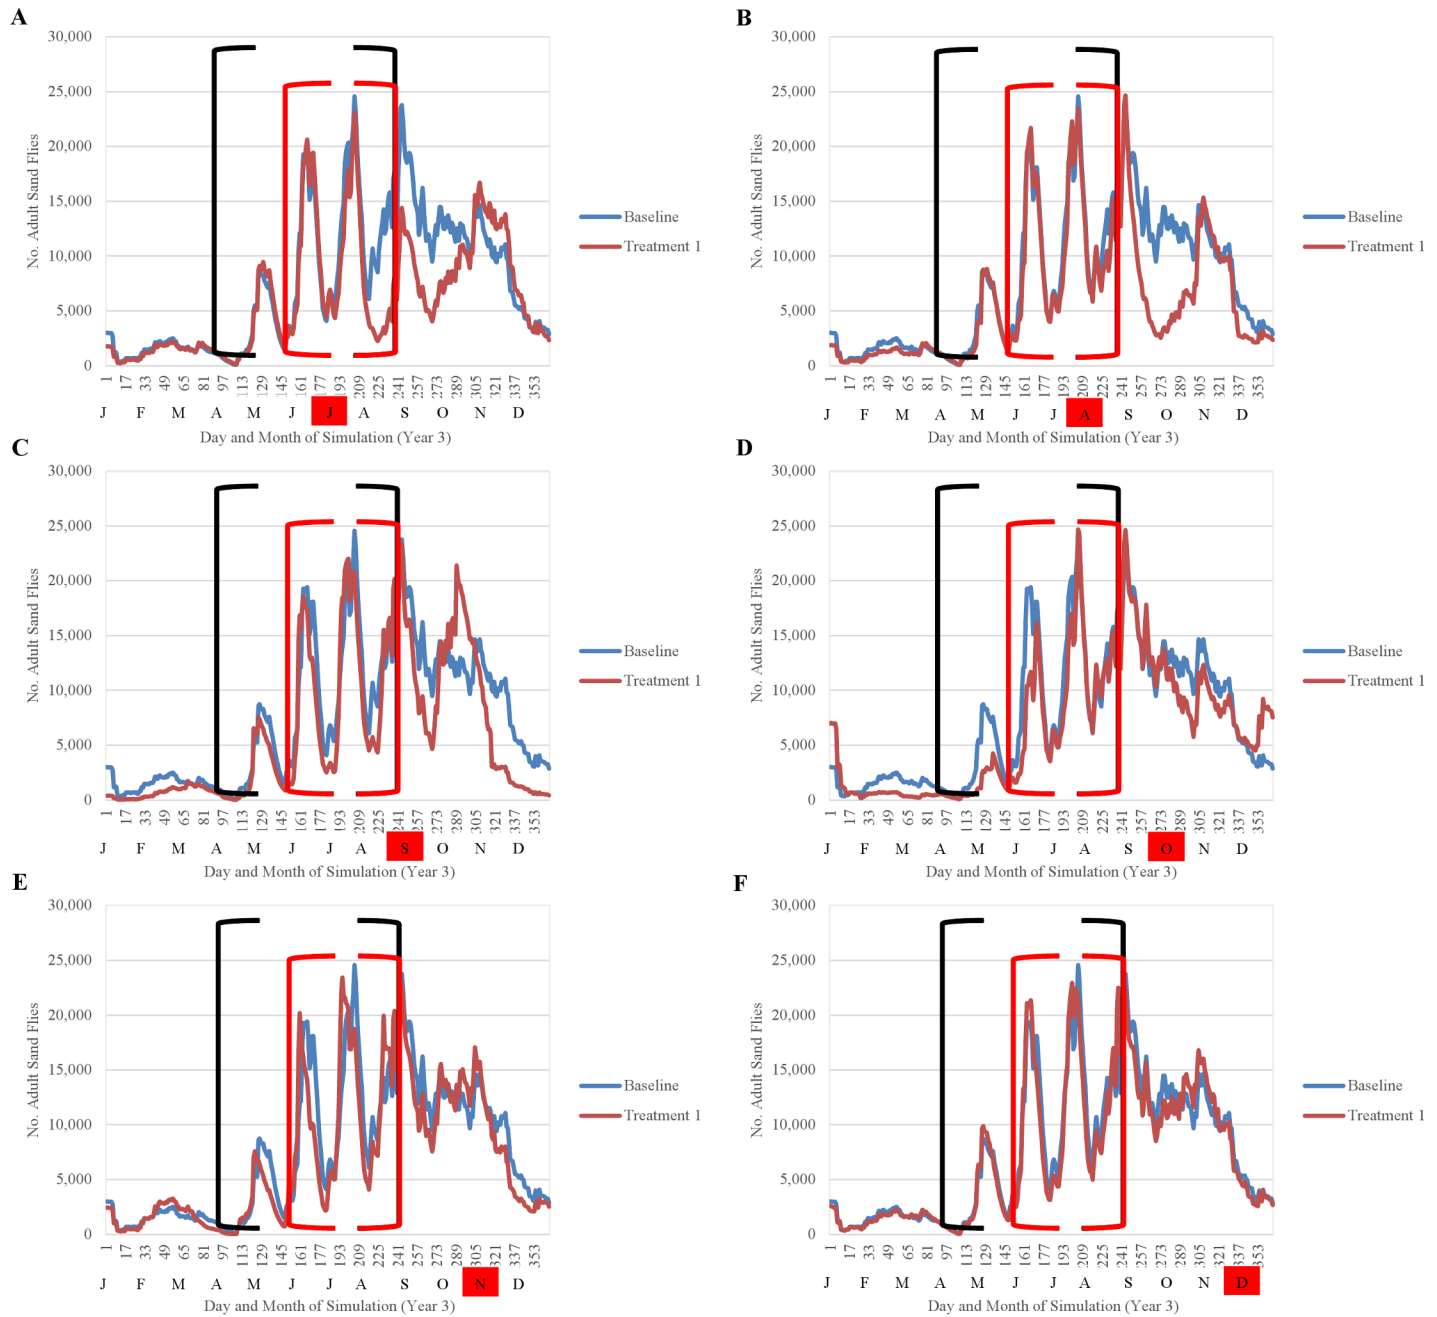 A
30,000
25,000
20,000
15,000
10,000
5,000
0
No. Adult Sand Flies
Baseline
Treatment 1
1 17 33 49 65 81 97 113 129 145 161 177 193 209 225 241 257 273 289 305 321 337 353
J F M A M J J A S O N D
Day and Month of Simulation (Year 3)
B
30,000
25,000
20,000
15,000
10,000
5,000
0
No. Adult Sand Flies
Baseline
Treatment 1
1 17 33 49 65 81 97 113 129 145 161 177 193 209 225 241 257 273 289 305 321 337 353
J F M A M J J A S O N D
Day and Month of Simulation (Year 3)
C
30,000
25,000
20,000
15,000
10,000
5,000
0
No. Adult Sand Flies
Baseline
Treatment 1
1 17 33 49 65 81 97 113 129 145 161 177 193 209 225 241 257 273 289 305 321 337 353
J F M A M J J A S O N D
Day and Month of Simulation (Year 3)
D
30,000
25,000
20,000
15,000
10,000
5,000
0
No. Adult Sand Flies
Baseline
Treatment 1
1 17 33 49 65 81 97 113 129 145 161 177 193 209 225 241 257 273 289 305 321 337 353
J F M A M J J A S O N D
Day and Month of Simulation (Year 3)
E
30,000
25,000
20,000
15,000
10,000
5,000
0
No. Adult Sand Flies
Baseline
Treatment 1
1 17 33 49 65 81 97 113 129 145 161 177 193 209 225 241 257 273 289 305 321 337 353
J F M A M J J A S O N D
Day and Month of Simulation (Year 3)
F
30,000
25,000
20,000
15,000
10,000
5,000
0
No. Adult Sand Flies
Baseline
Treatment 1
1 17 33 49 65 81 97 113 129 145 161 177 193 209 225 241 257 273 289 305 321 337 353
J F M A M J J A S O N D
Day and Month of Simulation (Year 3)